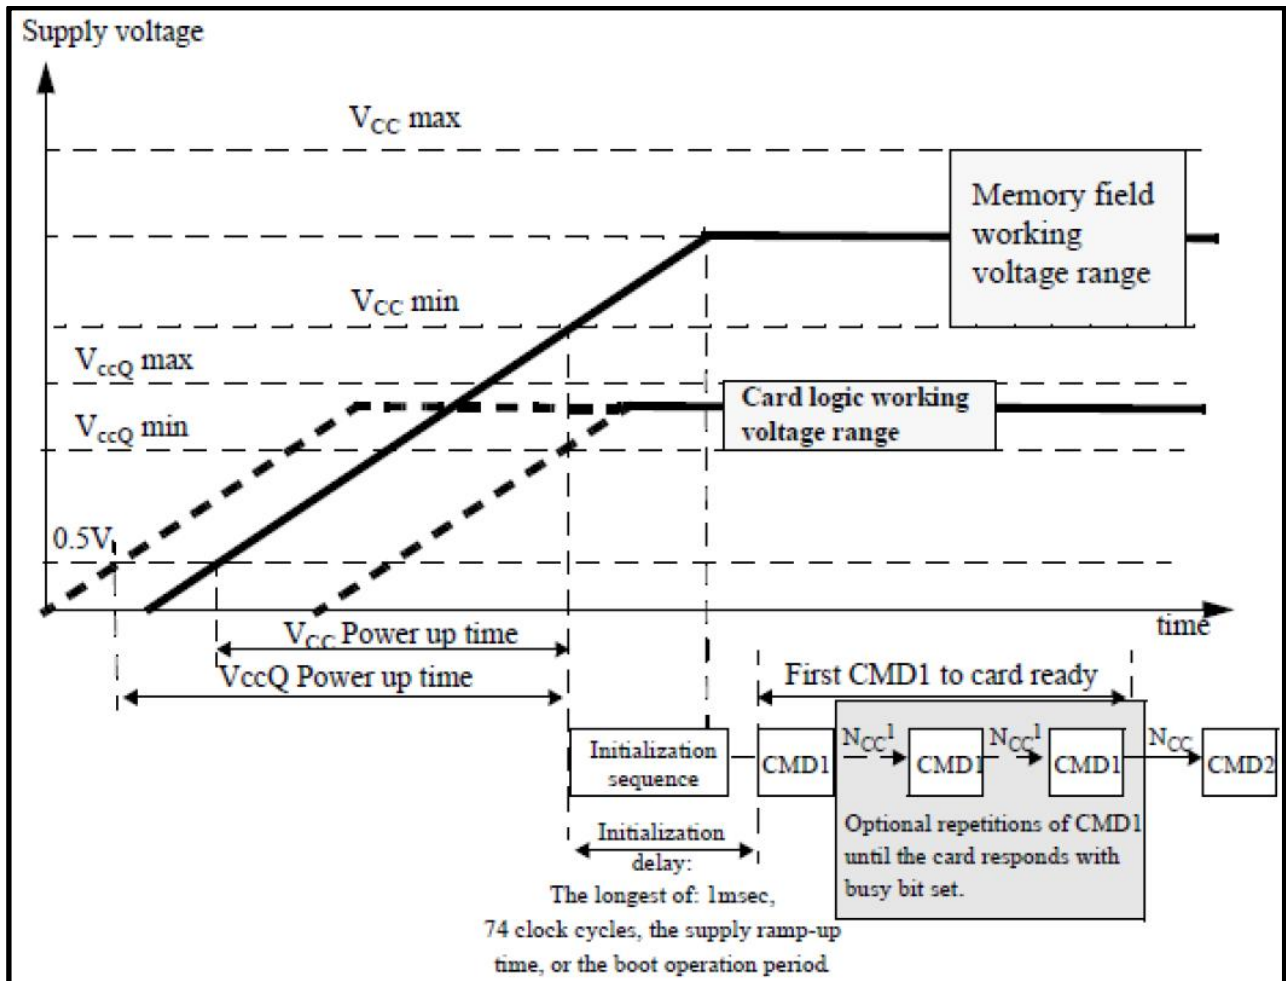 Supply voltage
VCC max
Memory field
working
voltage range
VCC min
VccQ max
Card logic working
voltage range
VccQ min
0.5V
time
VCC Power up time
VccQ Power up time
First CMD1 to card ready
Initialization
sequence
CMD1
NCC1
CMD1
NCC1
CMD1
NCC
CMD2
Optional repetitions of CMD1
until the card responds with
busy bit set.
Initialization
delay:
The longest of: 1msec,
74 clock cycles, the supply ramp-up
time, or the boot operation period